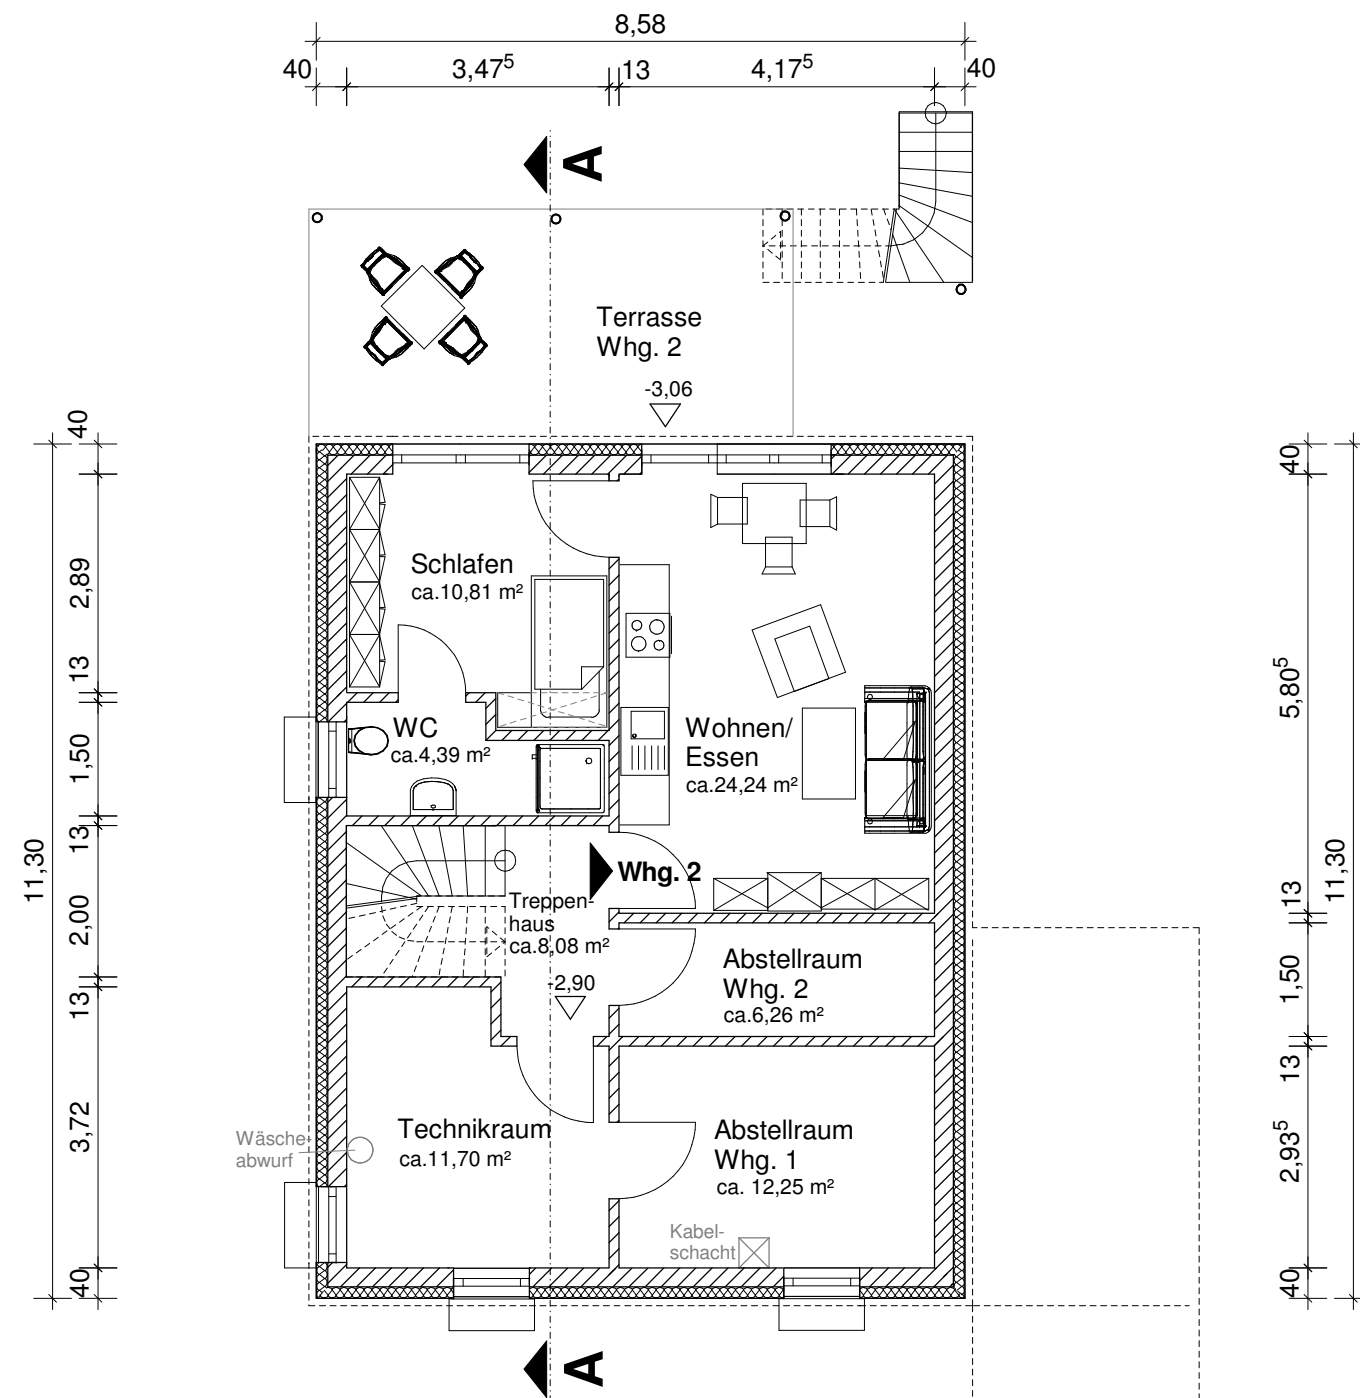 8,58
40
3,47⁵
13
4,17⁵
40
A
Terrasse
Whg. 2
-3,06
40
2,89
13
1,50
13
2,00
13
3,72
40
11,30
Schlafen
ca.10,81 m²
WC
ca.4,39 m²
Wohnen/
Essen
ca.24,24 m²
Whg. 2
Treppen-
haus
ca.8,08 m²
-2,90
Abstellraum
Whg. 2
ca.6,26 m²
Technikraum
ca.11,70 m²
Wäsche-
abwurf
Abstellraum
Whg. 1
ca. 12,25 m²
Kabel-
schacht
40
5,80⁵
13
1,50
13
2,93⁵
40
11,30
A